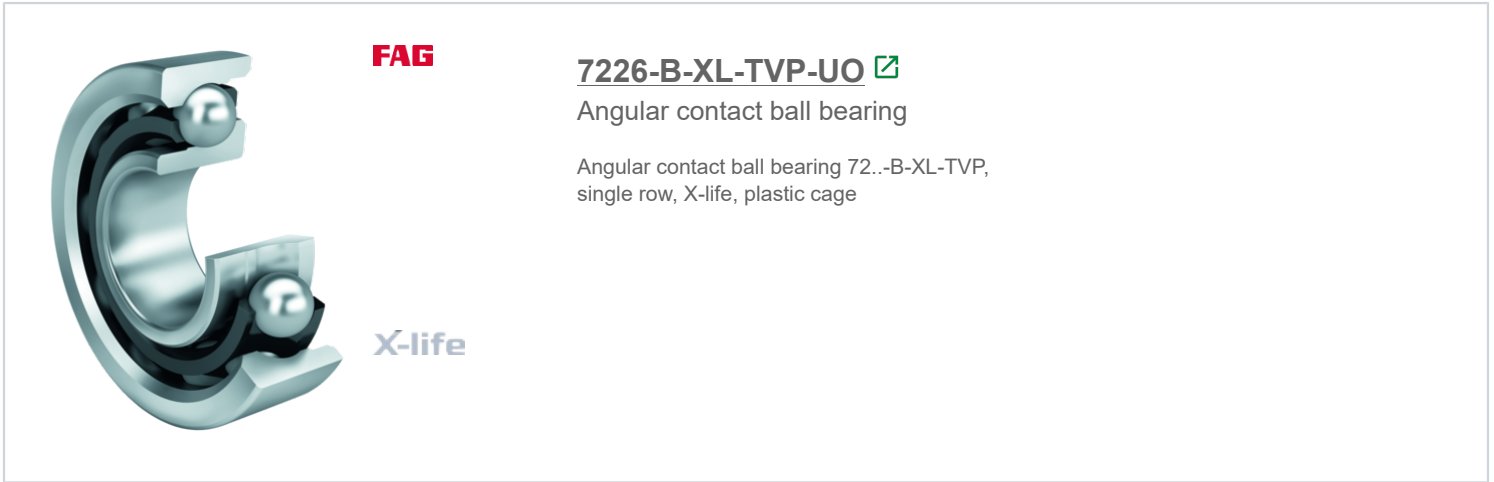 FAG
7226-B-XL-TVP-UO
Angular contact ball bearing
Angular contact ball bearing 72..-B-XL-TVP,
single row, X-life, plastic cage
X-life